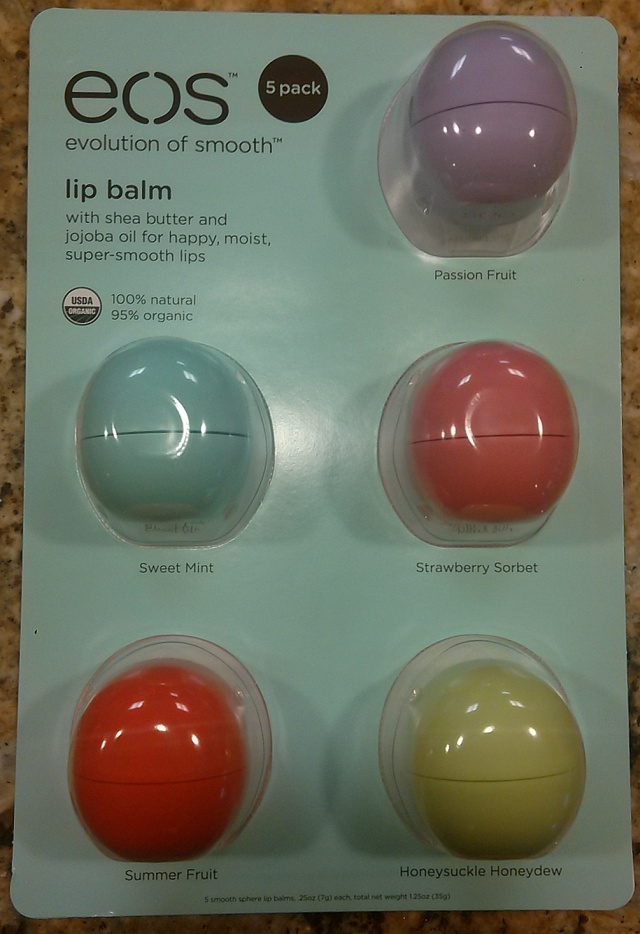 eos™
5 pack
evolution of smooth™
lip balm
with shea butter and
jojoba oil for happy, moist,
super-smooth lips
USDA
ORGANIC
100% natural
95% organic
Passion Fruit
Sweet Mint
Strawberry Sorbet
Summer Fruit
Honeysuckle Honeydew
5 smooth sphere lip balms, .25oz (7g) each, total net weight 1.25oz (35g)